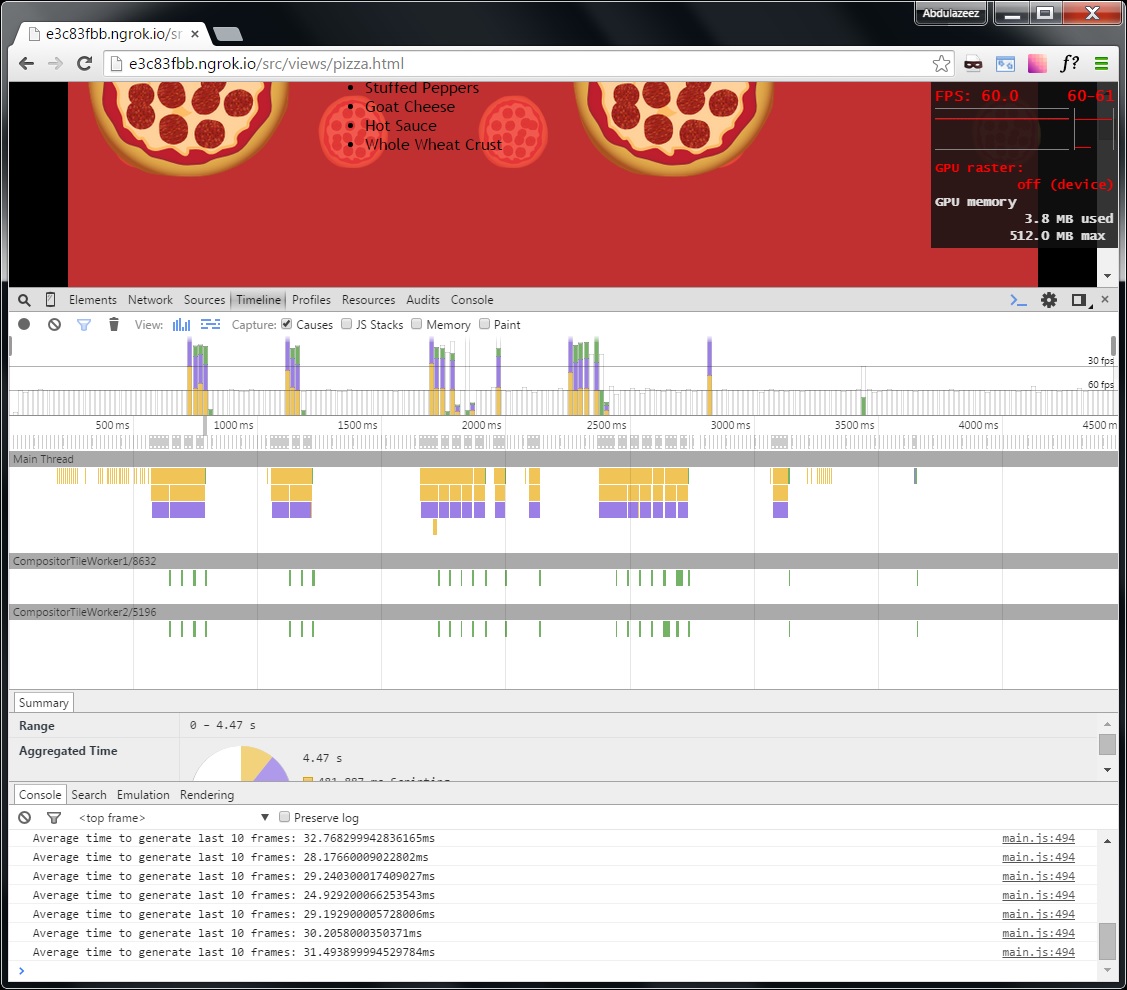 Abdulazeez
e3c83fbb.ngrok.io/sr
e3c83fbb.ngrok.io/src/views/pizza.html
f?
Stuffed Peppers
Goat Cheese
Hot Sauce
Whole Wheat Crust
FPS: 60.0 60-61
GPU raster:
off (device)
GPU memory
3.8 MB used
512.0 MB max
Elements Network Sources Timeline Profiles Resources Audits Console
View: Capture: Causes JS Stacks Memory Paint
30 fps
60 fps
500 ms 1000 ms 1500 ms 2000 ms 2500 ms 3000 ms 3500 ms 4000 ms 4500 m
Main Thread
CompositorTileWorker1/8632
CompositorTileWorker2/5196
Summary
Range 0 – 4.47 s
Aggregated Time
4.47 s
481.887 ms Scripting
Console Search Emulation Rendering
<top frame> Preserve log
Average time to generate last 10 frames: 32.768299942836165ms main.js:494
Average time to generate last 10 frames: 28.17660009022802ms main.js:494
Average time to generate last 10 frames: 29.240300017409027ms main.js:494
Average time to generate last 10 frames: 24.929200066253543ms main.js:494
Average time to generate last 10 frames: 29.192900005728006ms main.js:494
Average time to generate last 10 frames: 30.2058000350371ms main.js:494
Average time to generate last 10 frames: 31.493899994529784ms main.js:494